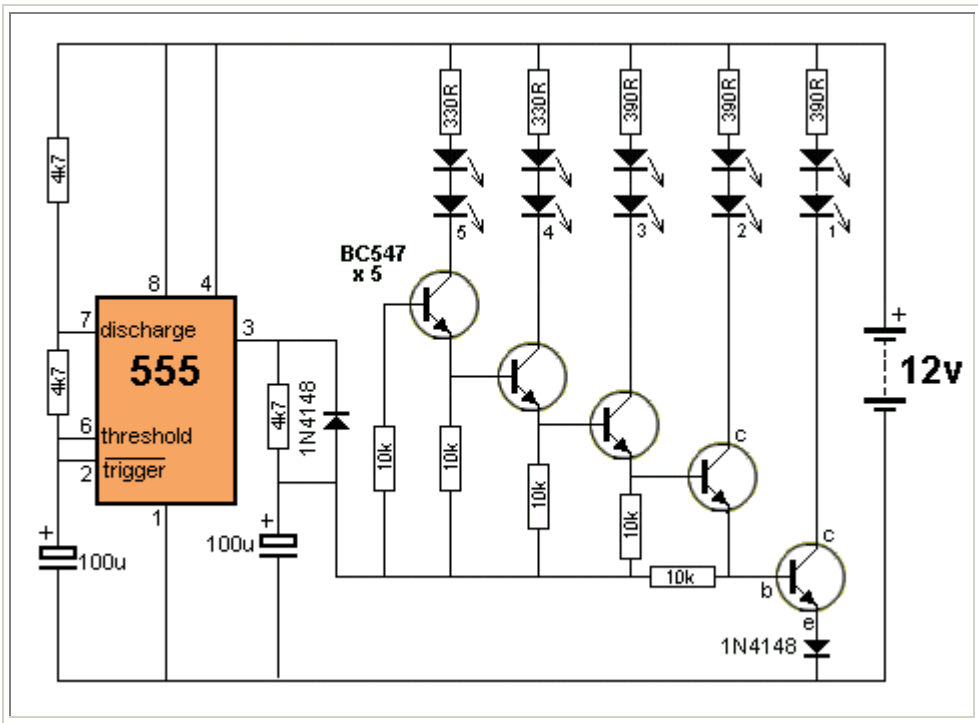 330R
330R
390R
390R
390R
4k7
5
4
3
2
1
BC547
x 5
8
4
7
discharge
3
555
+
12v
4k7
4k7
1N4148
6
threshold
2
trigger
10k
10k
10k
c
10k
1
+
100u
+
100u
10k
b
c
e
1N4148